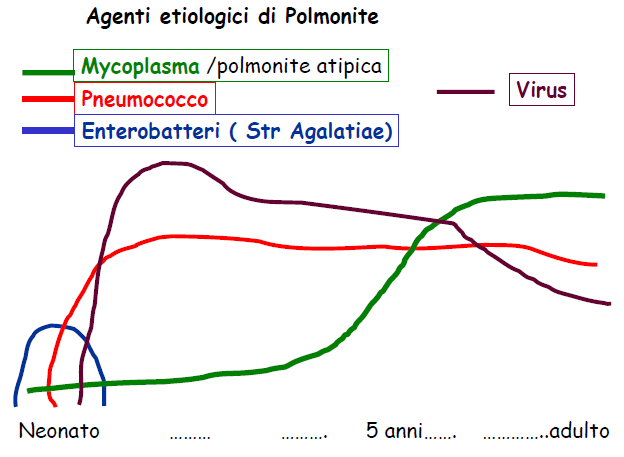 Agenti etiologici di Polmonite
Mycoplasma /polmonite atipica
Pneumococco
Virus
Enterobatteri ( Str Agalatiae)
Neonato ……… ………. 5 anni……. …………..adulto